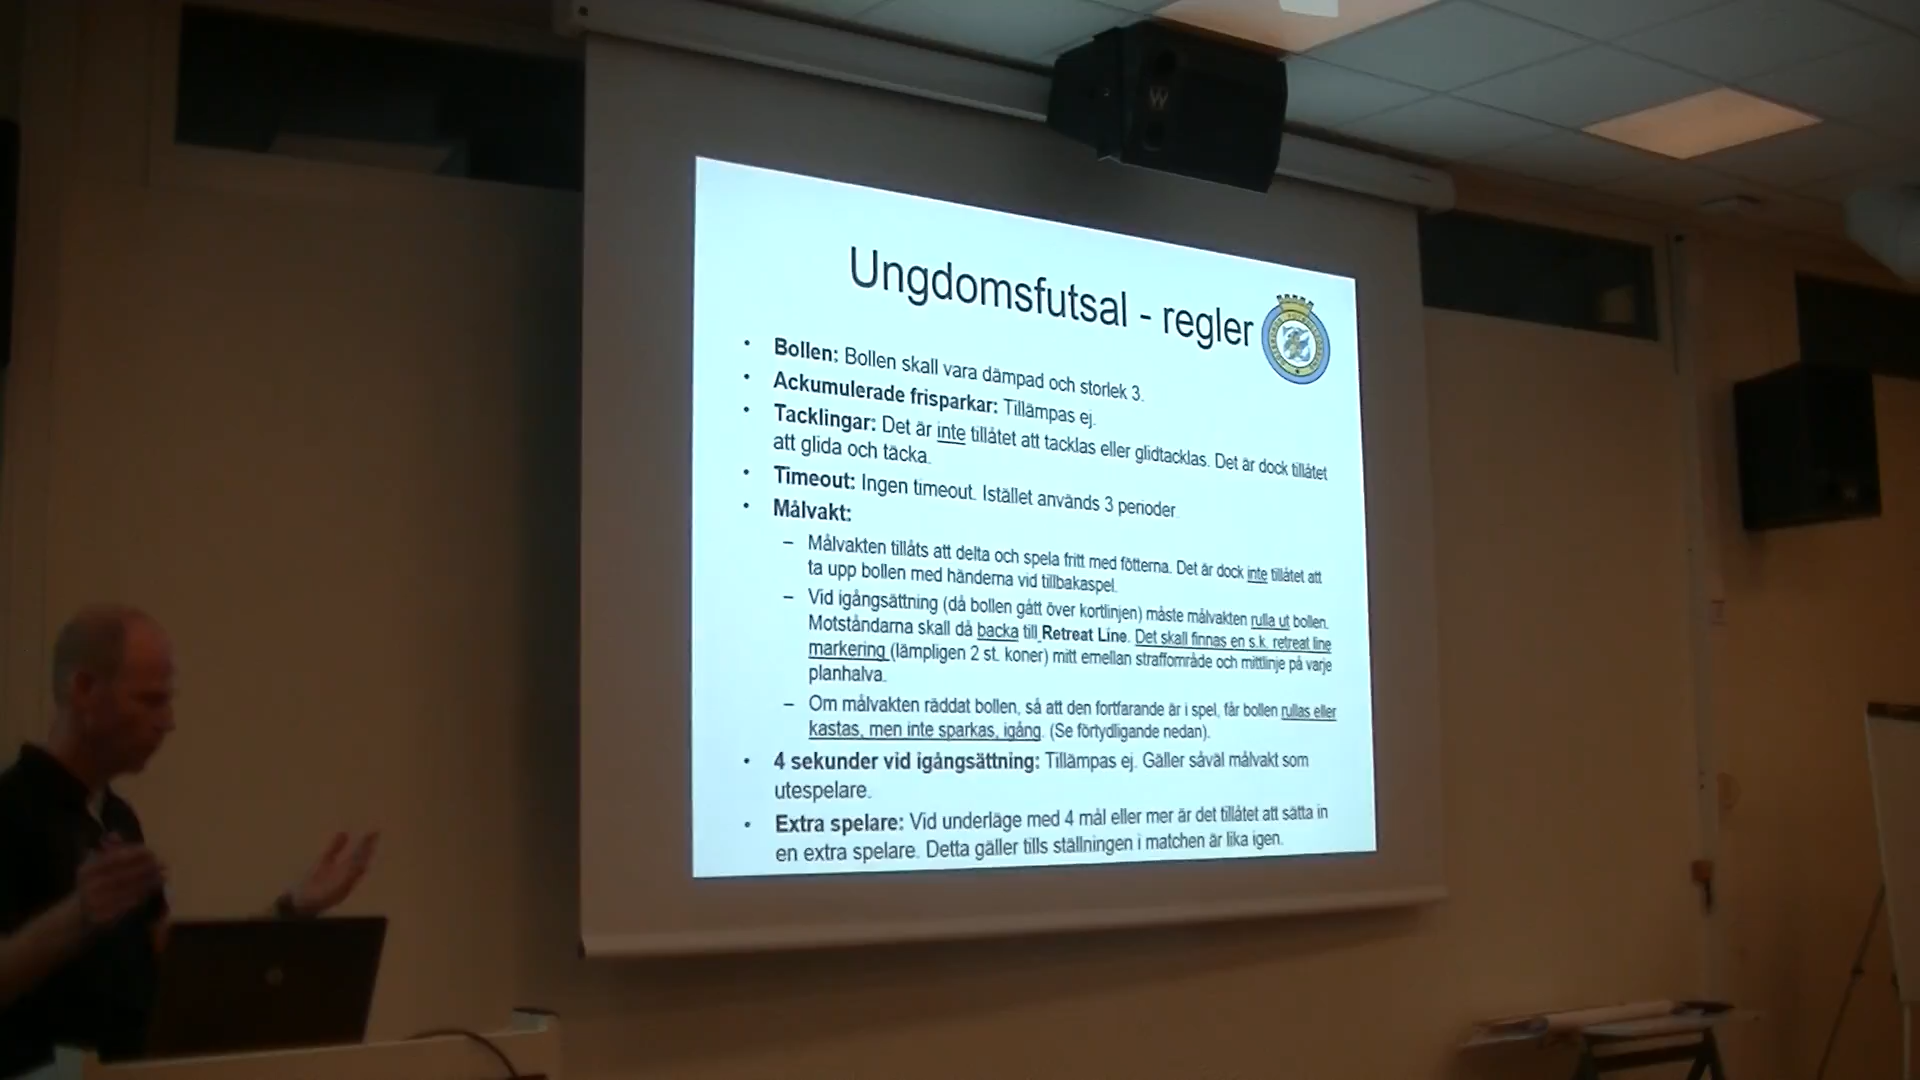 Ungdomsfutsal - regler
• Bollen: Bollen skall vara dämpad och storlek 3.
• Ackumulerade frisparkar: Tillämpas ej.
• Tacklingar: Det är inte tillåtet att tacklas eller glidtacklas. Det är dock tillåtet
att glida och täcka.
• Timeout: Ingen timeout. Istället används 3 perioder.
• Målvakt:
– Målvakten tillåts att delta och spela fritt med fötterna. Det är dock inte tillåtet att
ta upp bollen med händerna vid tillbakaspel.
– Vid igångsättning (då bollen gått över kortlinjen) måste målvakten rulla ut bollen.
Motståndarna skall då backa till Retreat Line. Det skall finnas en s.k. retreat line
markering (lämpligen 2 st. koner) mitt emellan straffområde och mittlinje på varje
planhalva.
– Om målvakten räddat bollen, så att den fortfarande är i spel, får bollen rullas eller
kastas, men inte sparkas, igång. (Se förtydligande nedan).
• 4 sekunder vid igångsättning: Tillämpas ej. Gäller såväl målvakt som
utespelare.
• Extra spelare: Vid underläge med 4 mål eller mer är det tillåtet att sätta in
en extra spelare. Detta gäller tills ställningen i matchen är lika igen.